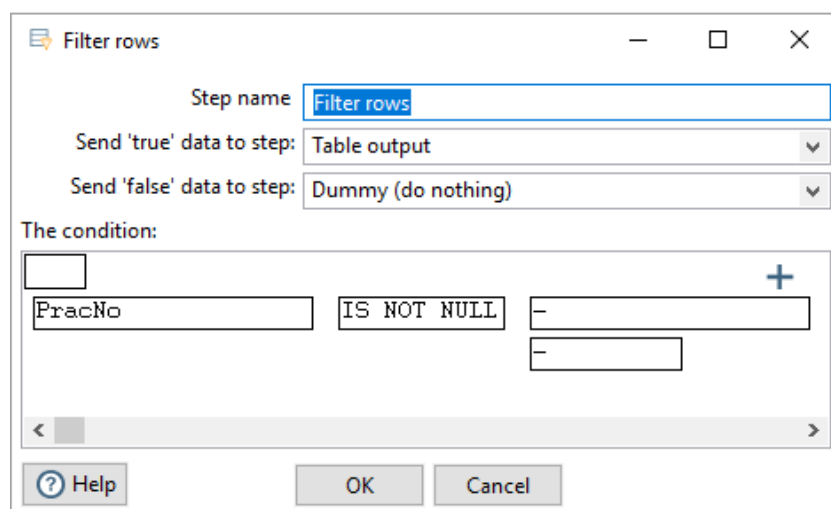 Filter rows
Step name Filter rows
Send 'true' data to step: Table output
Send 'false' data to step: Dummy (do nothing)
The condition:
+
PracNo IS NOT NULL -
-
Help OK Cancel